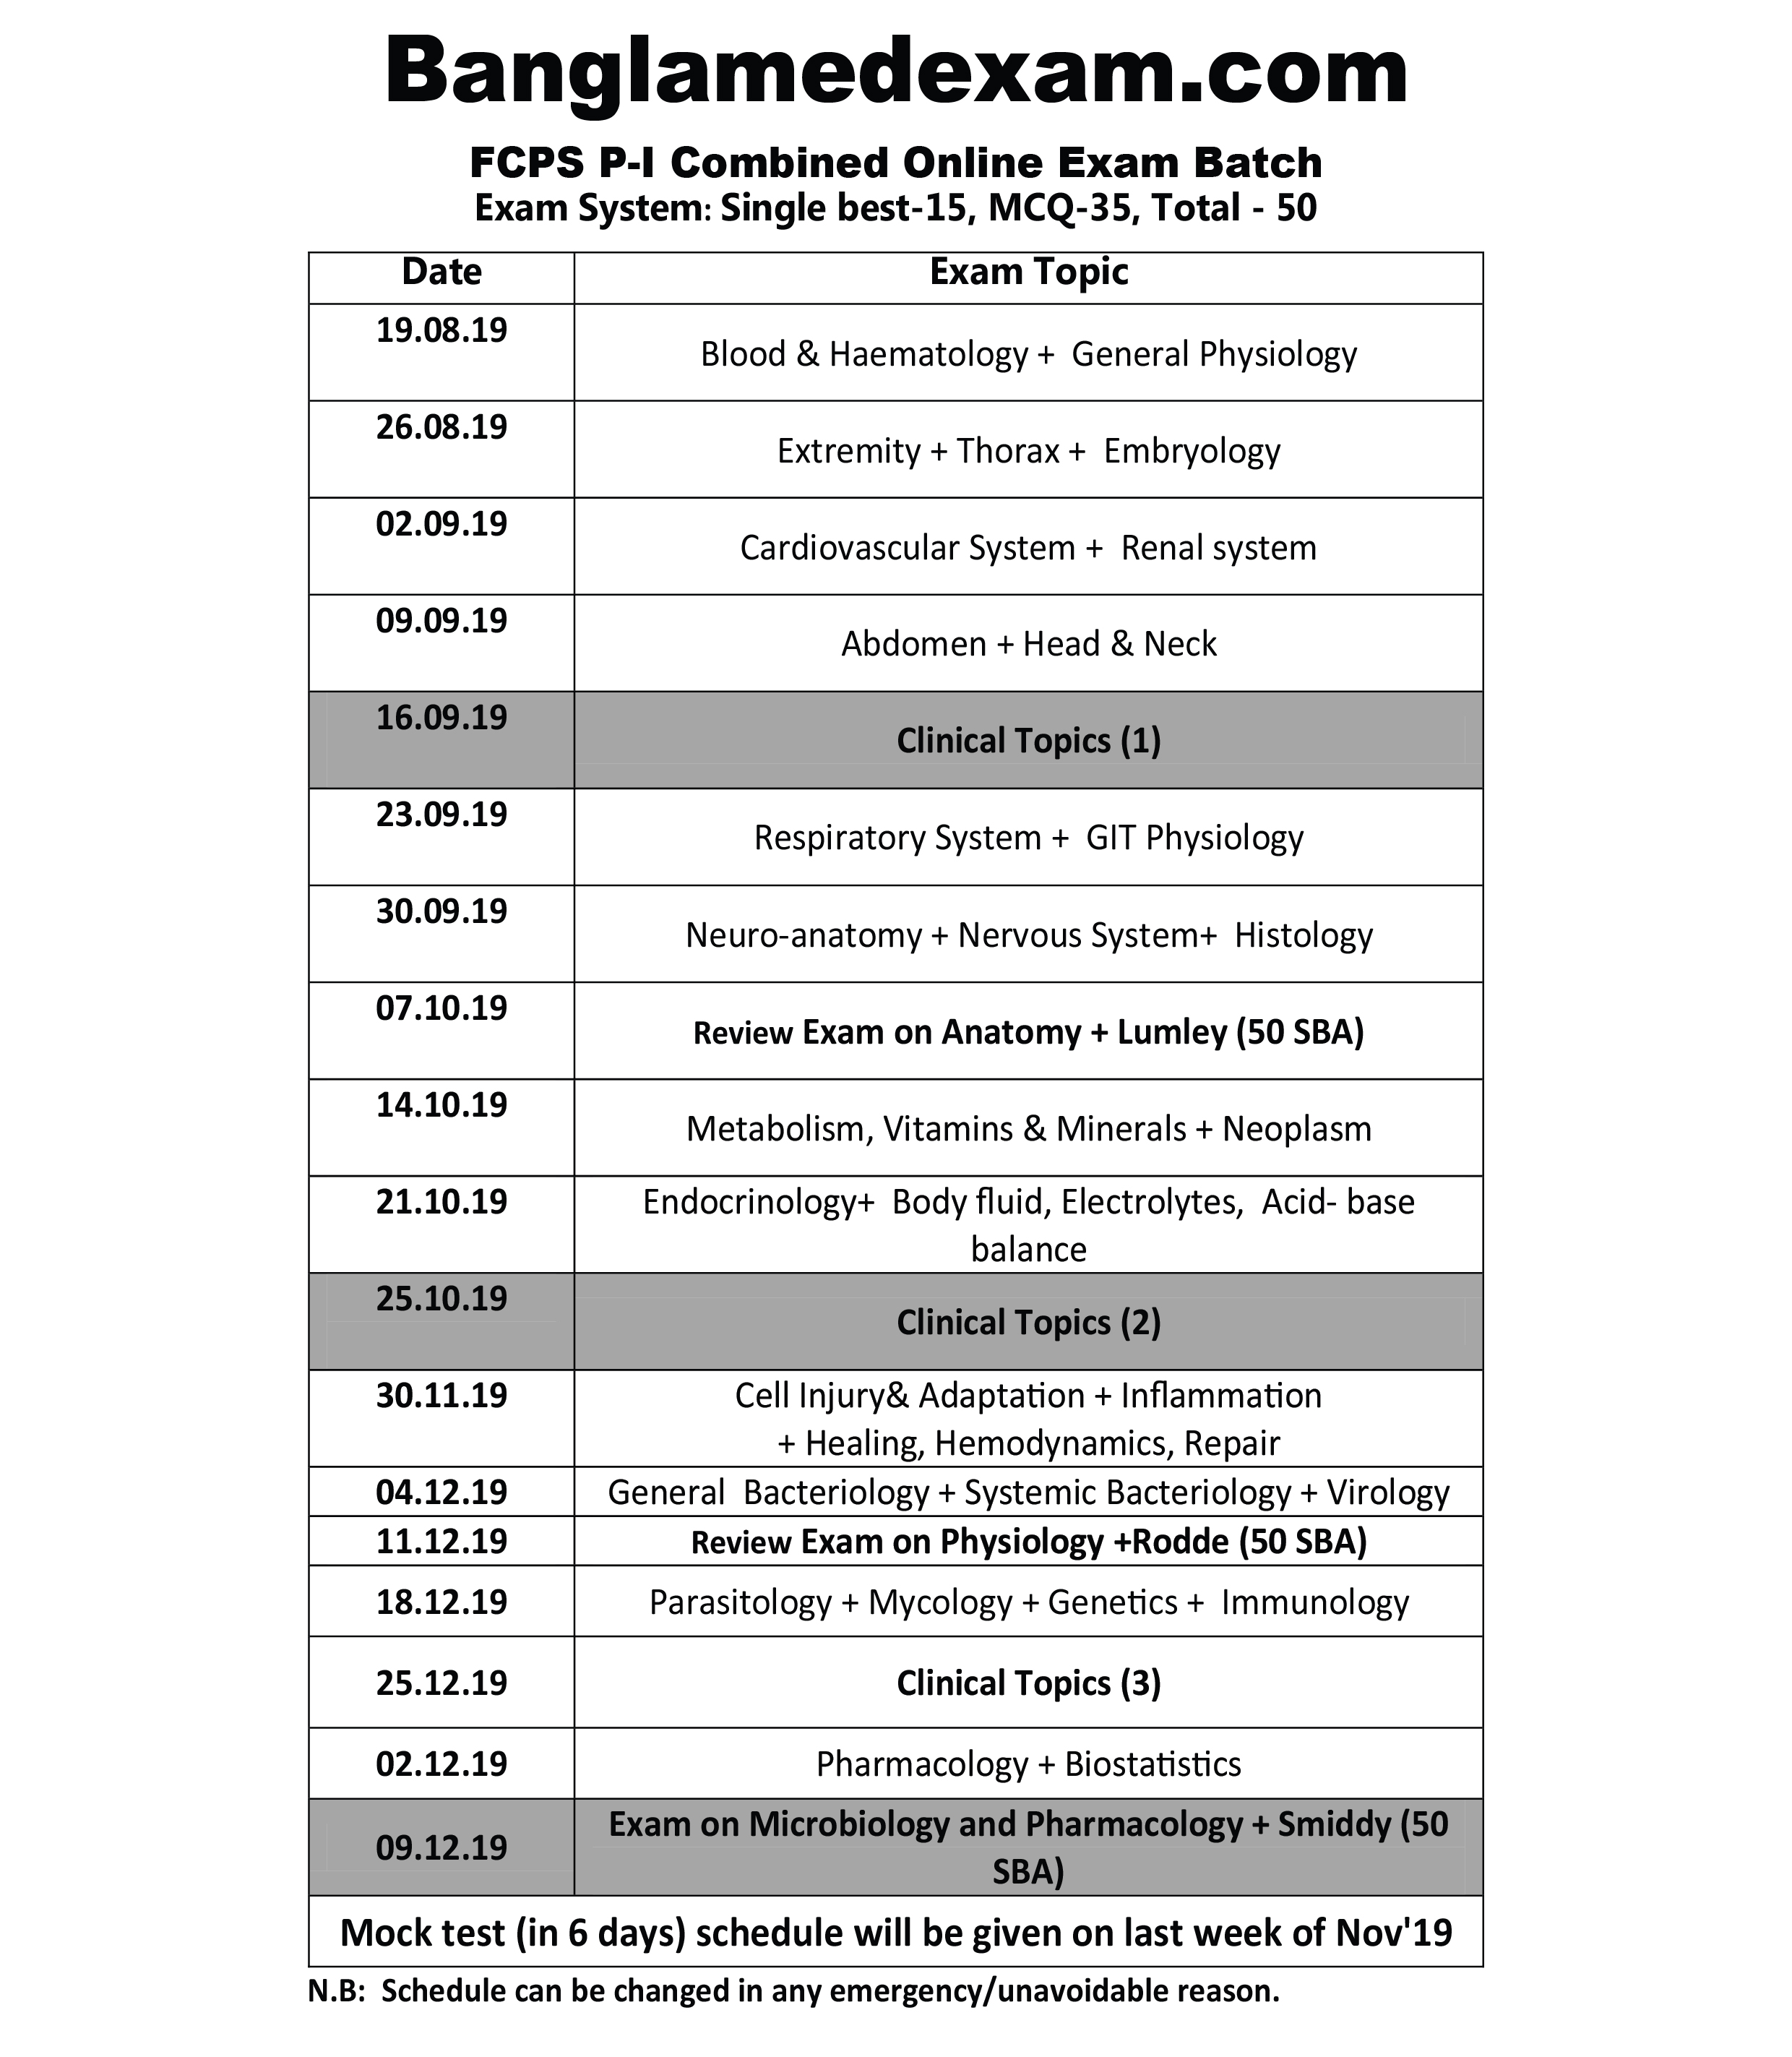 Banglamedexam.com
FCPS P-I Combined Online Exam Batch
Exam System: Single best-15, MCQ-35, Total - 50
Date Exam Topic
19.08.19 Blood & Haematology + General Physiology
26.08.19 Extremity + Thorax + Embryology
02.09.19 Cardiovascular System + Renal system
09.09.19 Abdomen + Head & Neck
16.09.19 Clinical Topics (1)
23.09.19 Respiratory System + GIT Physiology
30.09.19 Neuro-anatomy + Nervous System+ Histology
07.10.19 Review Exam on Anatomy + Lumley (50 SBA)
14.10.19 Metabolism, Vitamins & Minerals + Neoplasm
21.10.19 Endocrinology+ Body fluid, Electrolytes, Acid- base
balance
25.10.19 Clinical Topics (2)
30.11.19 Cell Injury& Adaptation + Inflammation
+ Healing, Hemodynamics, Repair
04.12.19 General Bacteriology + Systemic Bacteriology + Virology
11.12.19 Review Exam on Physiology +Rodde (50 SBA)
18.12.19 Parasitology + Mycology + Genetics + Immunology
25.12.19 Clinical Topics (3)
02.12.19 Pharmacology + Biostatistics
09.12.19 Exam on Microbiology and Pharmacology + Smiddy (50
SBA)
Mock test (in 6 days) schedule will be given on last week of Nov'19
N.B: Schedule can be changed in any emergency/unavoidable reason.